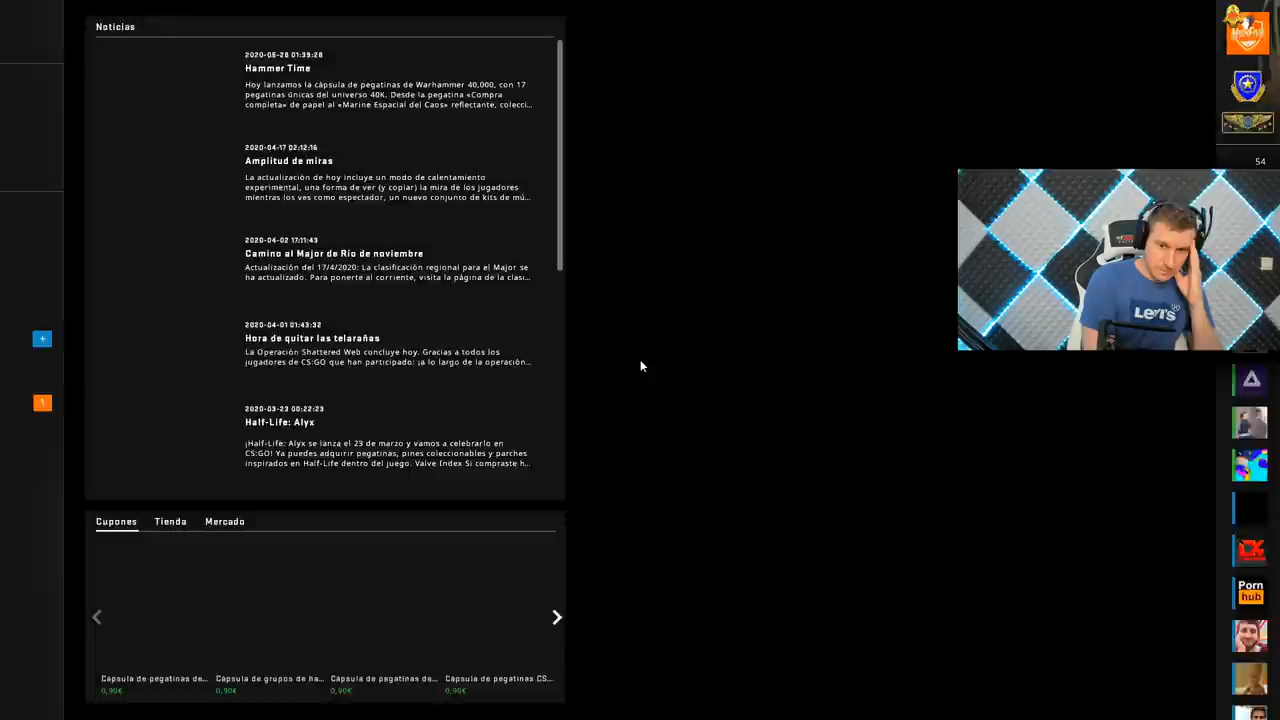 Noticias
2020-05-28 01:39:28
Hammer Time
Hoy lanzamos la cápsula de pegatinas de Warhammer 40,000, con 17
pegatinas únicas del universo 40K. Desde la pegatina «Compra
completa» de papel al «Marine Espacial del Caos» reflectante, colecci...
2020-04-17 02:12:16
Amplitud de miras
La actualización de hoy incluye un modo de calentamiento
experimental, una forma de ver (y copiar) la mira de los jugadores
mientras los ves como espectador, un nuevo conjunto de kits de mú...
2020-04-02 17:11:43
Camino al Major de Río de noviembre
Actualización del 17/4/2020: La clasificación regional para el Major se
ha actualizado. Para ponerte al corriente, visita la página de la clasi...
2020-04-01 01:43:32
Hora de quitar las telarañas
La Operación Shattered Web concluye hoy. Gracias a todos los
jugadores de CS:GO que han participado: ¡a lo largo de la operación...
2020-03-23 00:22:23
Half-Life: Alyx
¡Half-Life: Alyx se lanza el 23 de marzo y vamos a celebrarlo en
CS:GO! Ya puedes adquirir pegatinas, pines coleccionables y parches
inspirados en Half-Life dentro del juego. Valve Index Si compraste h...
Cupones Tienda Mercado
Cápsula de pegatinas de... Cápsula de grupos de ha... Cápsula de pegatinas de... Cápsula de pegatinas CS...
0,90€ 0,90€ 0,90€ 0,90€
54
Levi's
Porn
hub